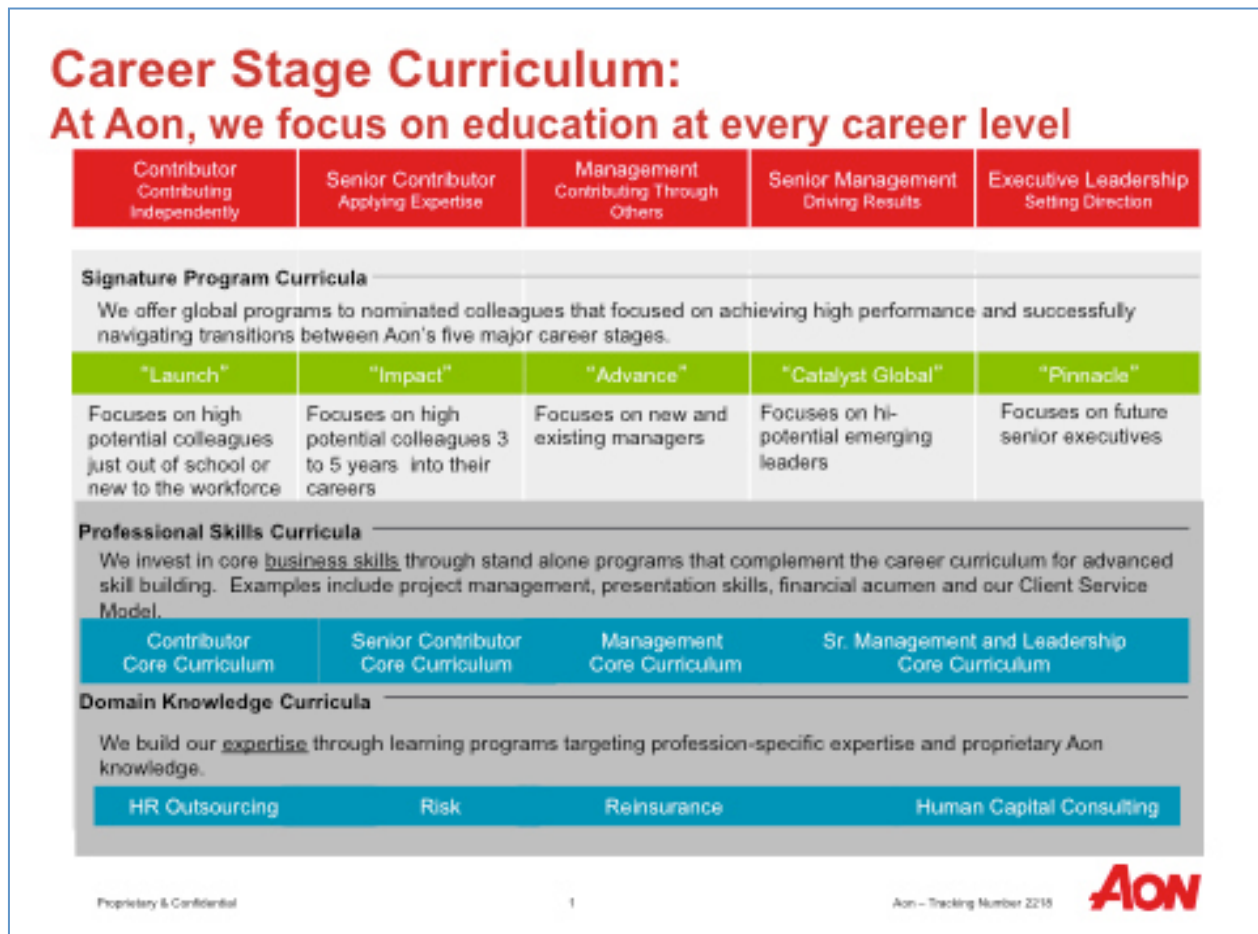 Career Stage Curriculum:
At Aon, we focus on education at every career level
Contributor
Contributing
Independently
Senior Contributor
Applying Expertise
Management
Contributing Through
Others
Senior Management
Driving Results
Executive Leadership
Setting Direction
Signature Program Curricula
We offer global programs to nominated colleagues that focused on achieving high performance and successfully
navigating transitions between Aon's five major career stages.
"Launch"
"Impact"
"Advance"
"Catalyst Global"
"Pinnacle"
Focuses on high
potential colleagues
just out of school or
new to the workforce
Focuses on high
potential colleagues 3
to 5 years into their
careers
Focuses on new and
existing managers
Focuses on hi-
potential emerging
leaders
Focuses on future
senior executives
Professional Skills Curricula
We invest in core business skills through stand alone programs that complement the career curriculum for advanced
skill building. Examples include project management, presentation skills, financial acumen and our Client Service
Model.
Contributor
Core Curriculum
Senior Contributor
Core Curriculum
Management
Core Curriculum
Sr. Management and Leadership
Core Curriculum
Domain Knowledge Curricula
We build our expertise through learning programs targeting profession-specific expertise and proprietary Aon
knowledge.
HR Outsourcing
Risk
Reinsurance
Human Capital Consulting
Proprietary & Confidential
1
Aon – Tracking Number 2218
AON